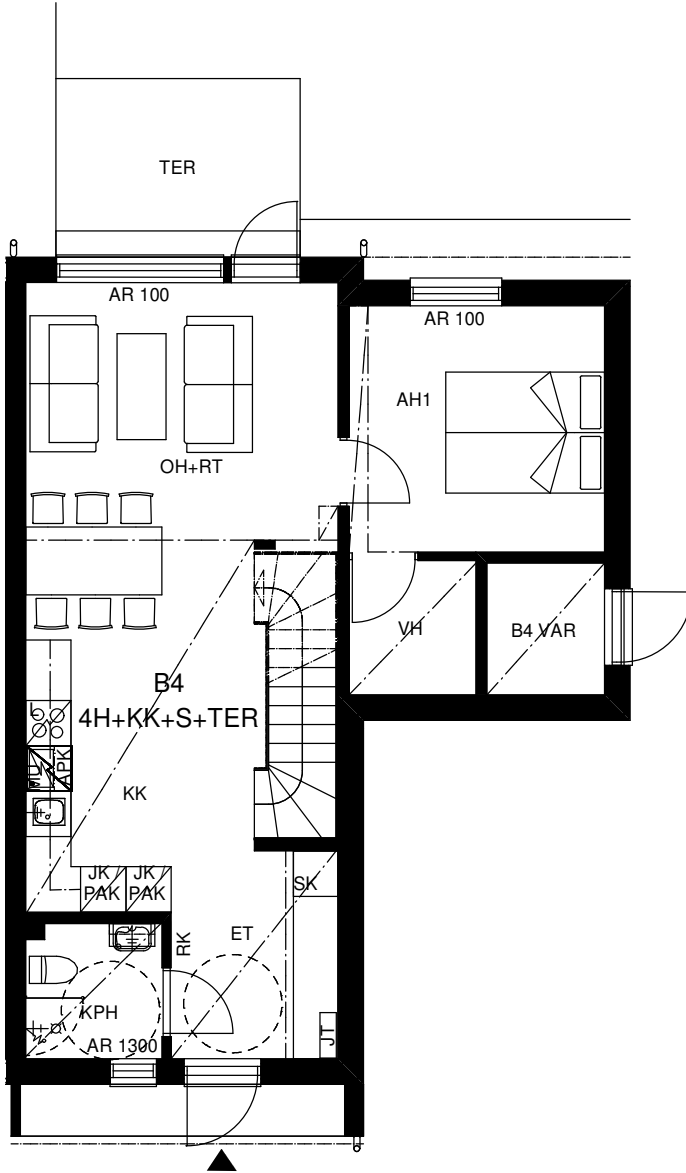 TER
AR 100
AR 100
AH1
OH+RT
VH
B4 VAR
B4
4H+KK+S+TER
L
APK
MU
KK
JK
PAK
JK
PAK
SK
RK
ET
KPH
JT
AR 1300